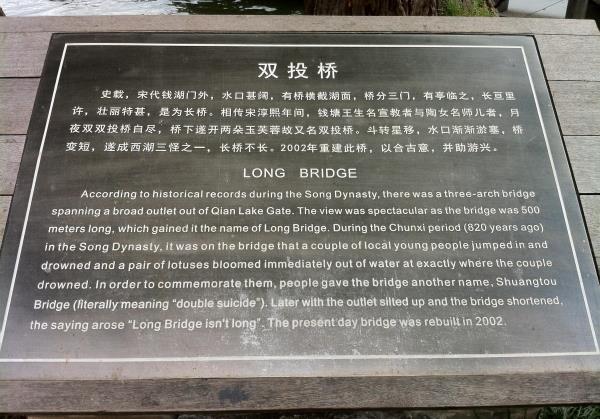 双投桥
史载，宋代钱湖门外，水口甚阔，有桥横截湖面，桥分三门，有亭临之，长亘里
许，壮丽特甚，是为长桥。相传宋淳熙年间，钱塘王生名宣教者与陶女名师儿者，月
夜双双投桥自尽，桥下遂开两朵玉芙蓉故又名双投桥。斗转星移，水口渐渐淤塞，桥
变短，遂成西湖三怪之一，长桥不长。2002年重建此桥，以合古意，并助游兴。
LONG BRIDGE
According to historical records during the Song Dynasty, there was a three-arch bridge
spanning a broad outlet out of Qian Lake Gate. The view was spectacular as the bridge was 500
meters long, which gained it the name of Long Bridge. During the Chunxi period (820 years ago)
in the Song Dynasty, it was on the bridge that a couple of local young people jumped in and
drowned and a pair of lotuses bloomed immediately out of water at exactly where the couple
drowned. In order to commemorate them, people gave the bridge another name, Shuangtou
Bridge (literally meaning "double suicide"). Later with the outlet silted up and the bridge shortened,
the saying arose "Long Bridge isn't long". The present day bridge was rebuilt in 2002.